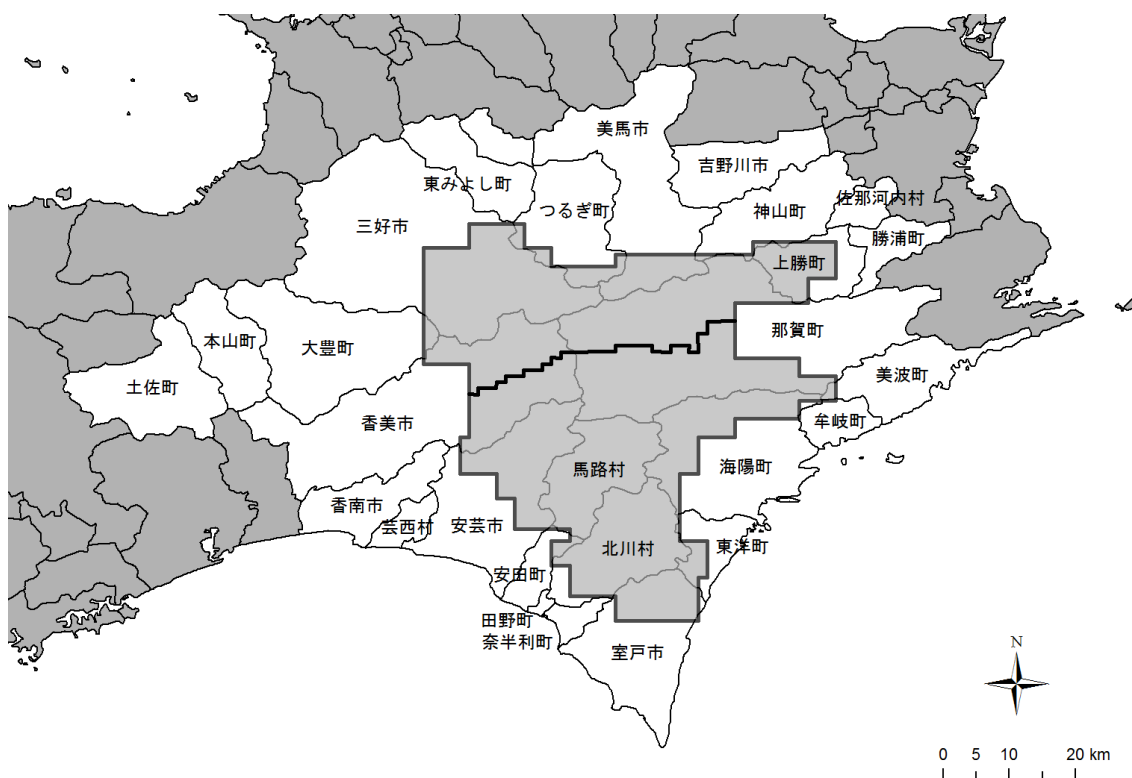 美馬市
吉野川市
東みよし町
つるぎ町
佐那河内村
神山町
三好市
勝浦町
上勝町
那賀町
本山町
大豊町
美波町
土佐町
香美市
牟岐町
海陽町
馬路村
香南市
芸西村
安芸市
北川村
東洋町
安田町
田野町
奈半利町
室戸市
N
0 5 10 20 km